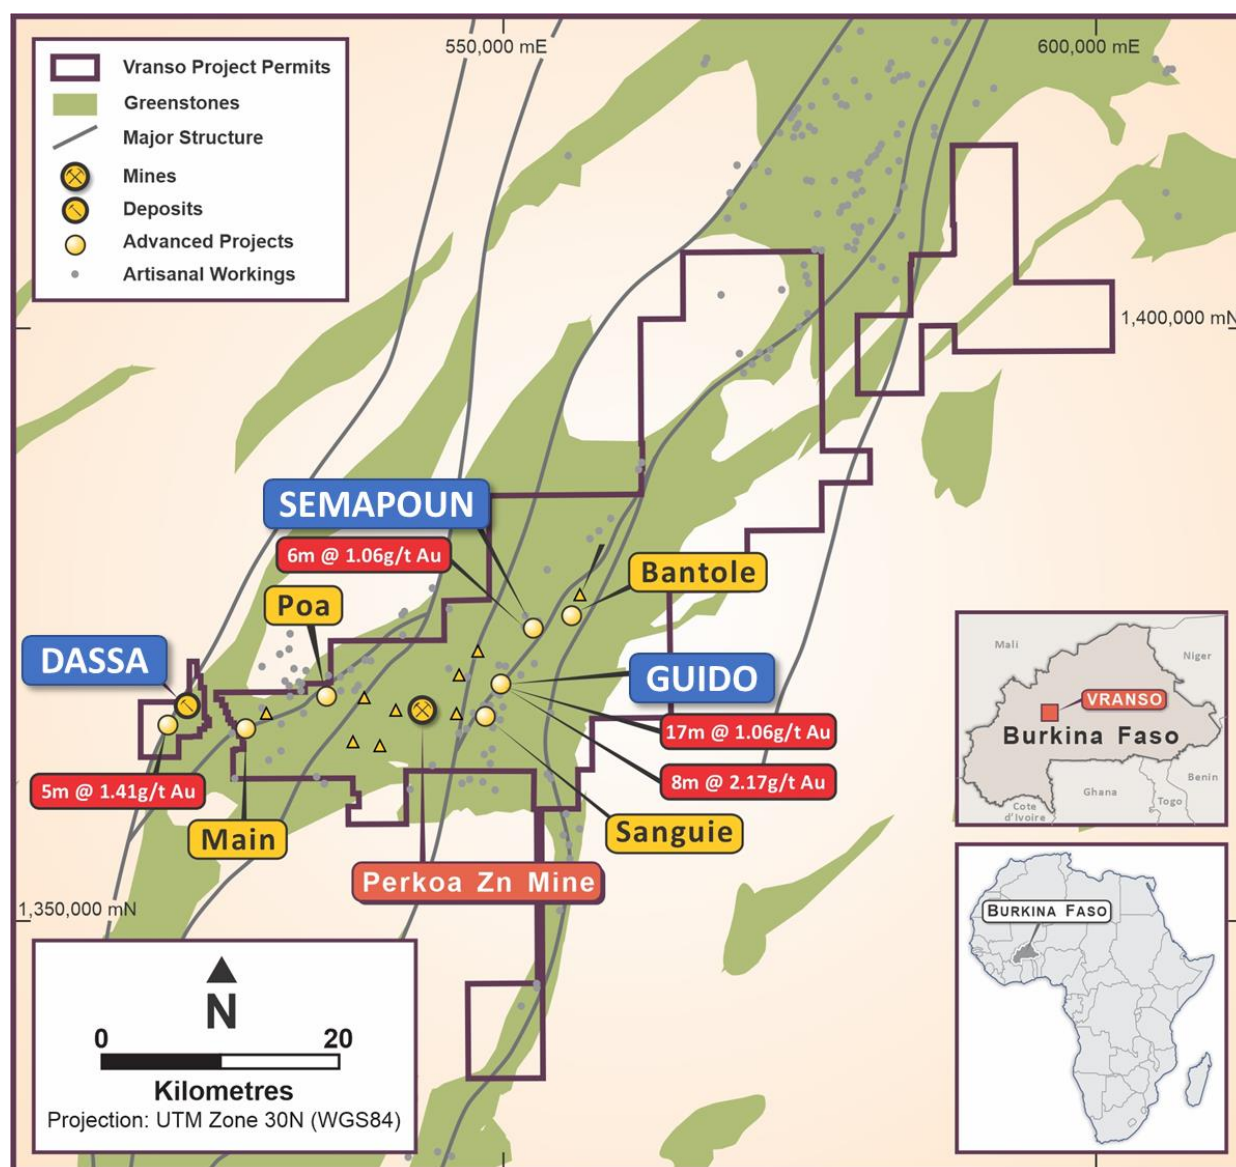 550,000 mE
600,000 mE
Vranso Project Permits
Greenstones
Major Structure
Mines
Deposits
Advanced Projects
Artisanal Workings
1,400,000 mN
SEMAPOUN
6m @ 1.06g/t Au
Bantole
Poa
DASSA
GUIDO
17m @ 1.06g/t Au
8m @ 2.17g/t Au
5m @ 1.41g/t Au
Main
Sanguie
Perkoa Zn Mine
1,350,000 mN
N
0 20
Kilometres
Projection: UTM Zone 30N (WGS84)
Mali
Niger
VRANSO
Burkina Faso
Benin
Ghana
Togo
Cote
d'Ivoire
BURKINA FASO